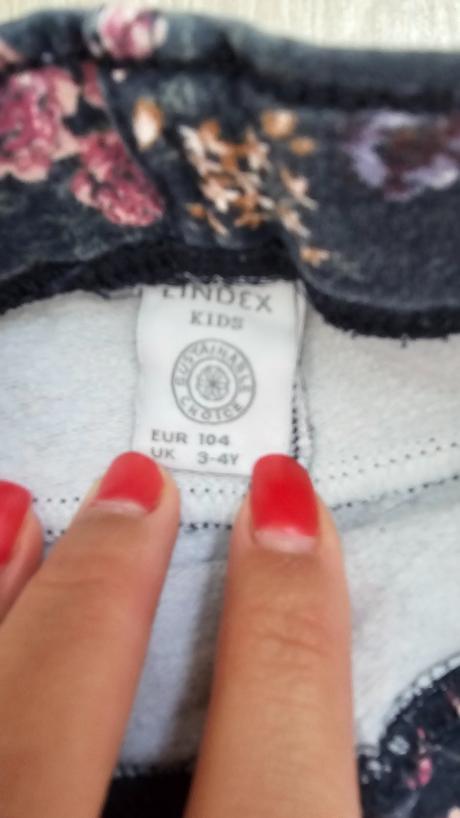 LINDEX
KIDS
SUSTAINABLE
CHOICE
EUR 104
UK 3-4Y